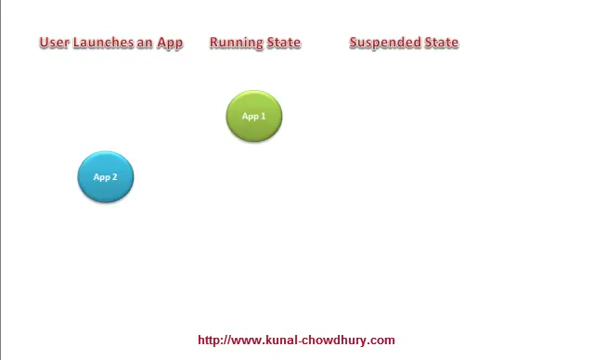 User Launches an App Running State Suspended State
App 1
App 2
http://www.kunal-chowdhury.com